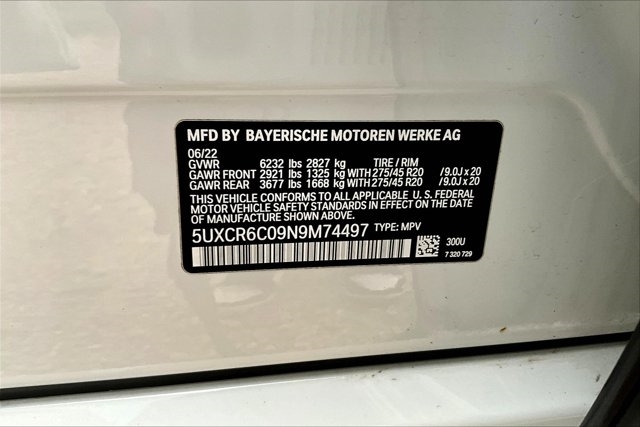 MFD BY BAYERISCHE MOTOREN WERKE AG
06/22
GVWR 6232 lbs 2827 kg TIRE / RIM
GAWR FRONT 2921 lbs 1325 kg WITH 275/45 R20 /9.0J x 20
GAWR REAR 3677 lbs 1668 kg WITH 275/45 R20 /9.0J x 20
THIS VEHICLE CONFORMS TO ALL APPLICABLE U. S. FEDERAL
MOTOR VEHICLE SAFETY STANDARDS IN EFFECT ON THE DATE
OF MANUFACTURE SHOWN ABOVE.
5UXCR6C09N9M74497 TYPE: MPV
300U
7 320 729